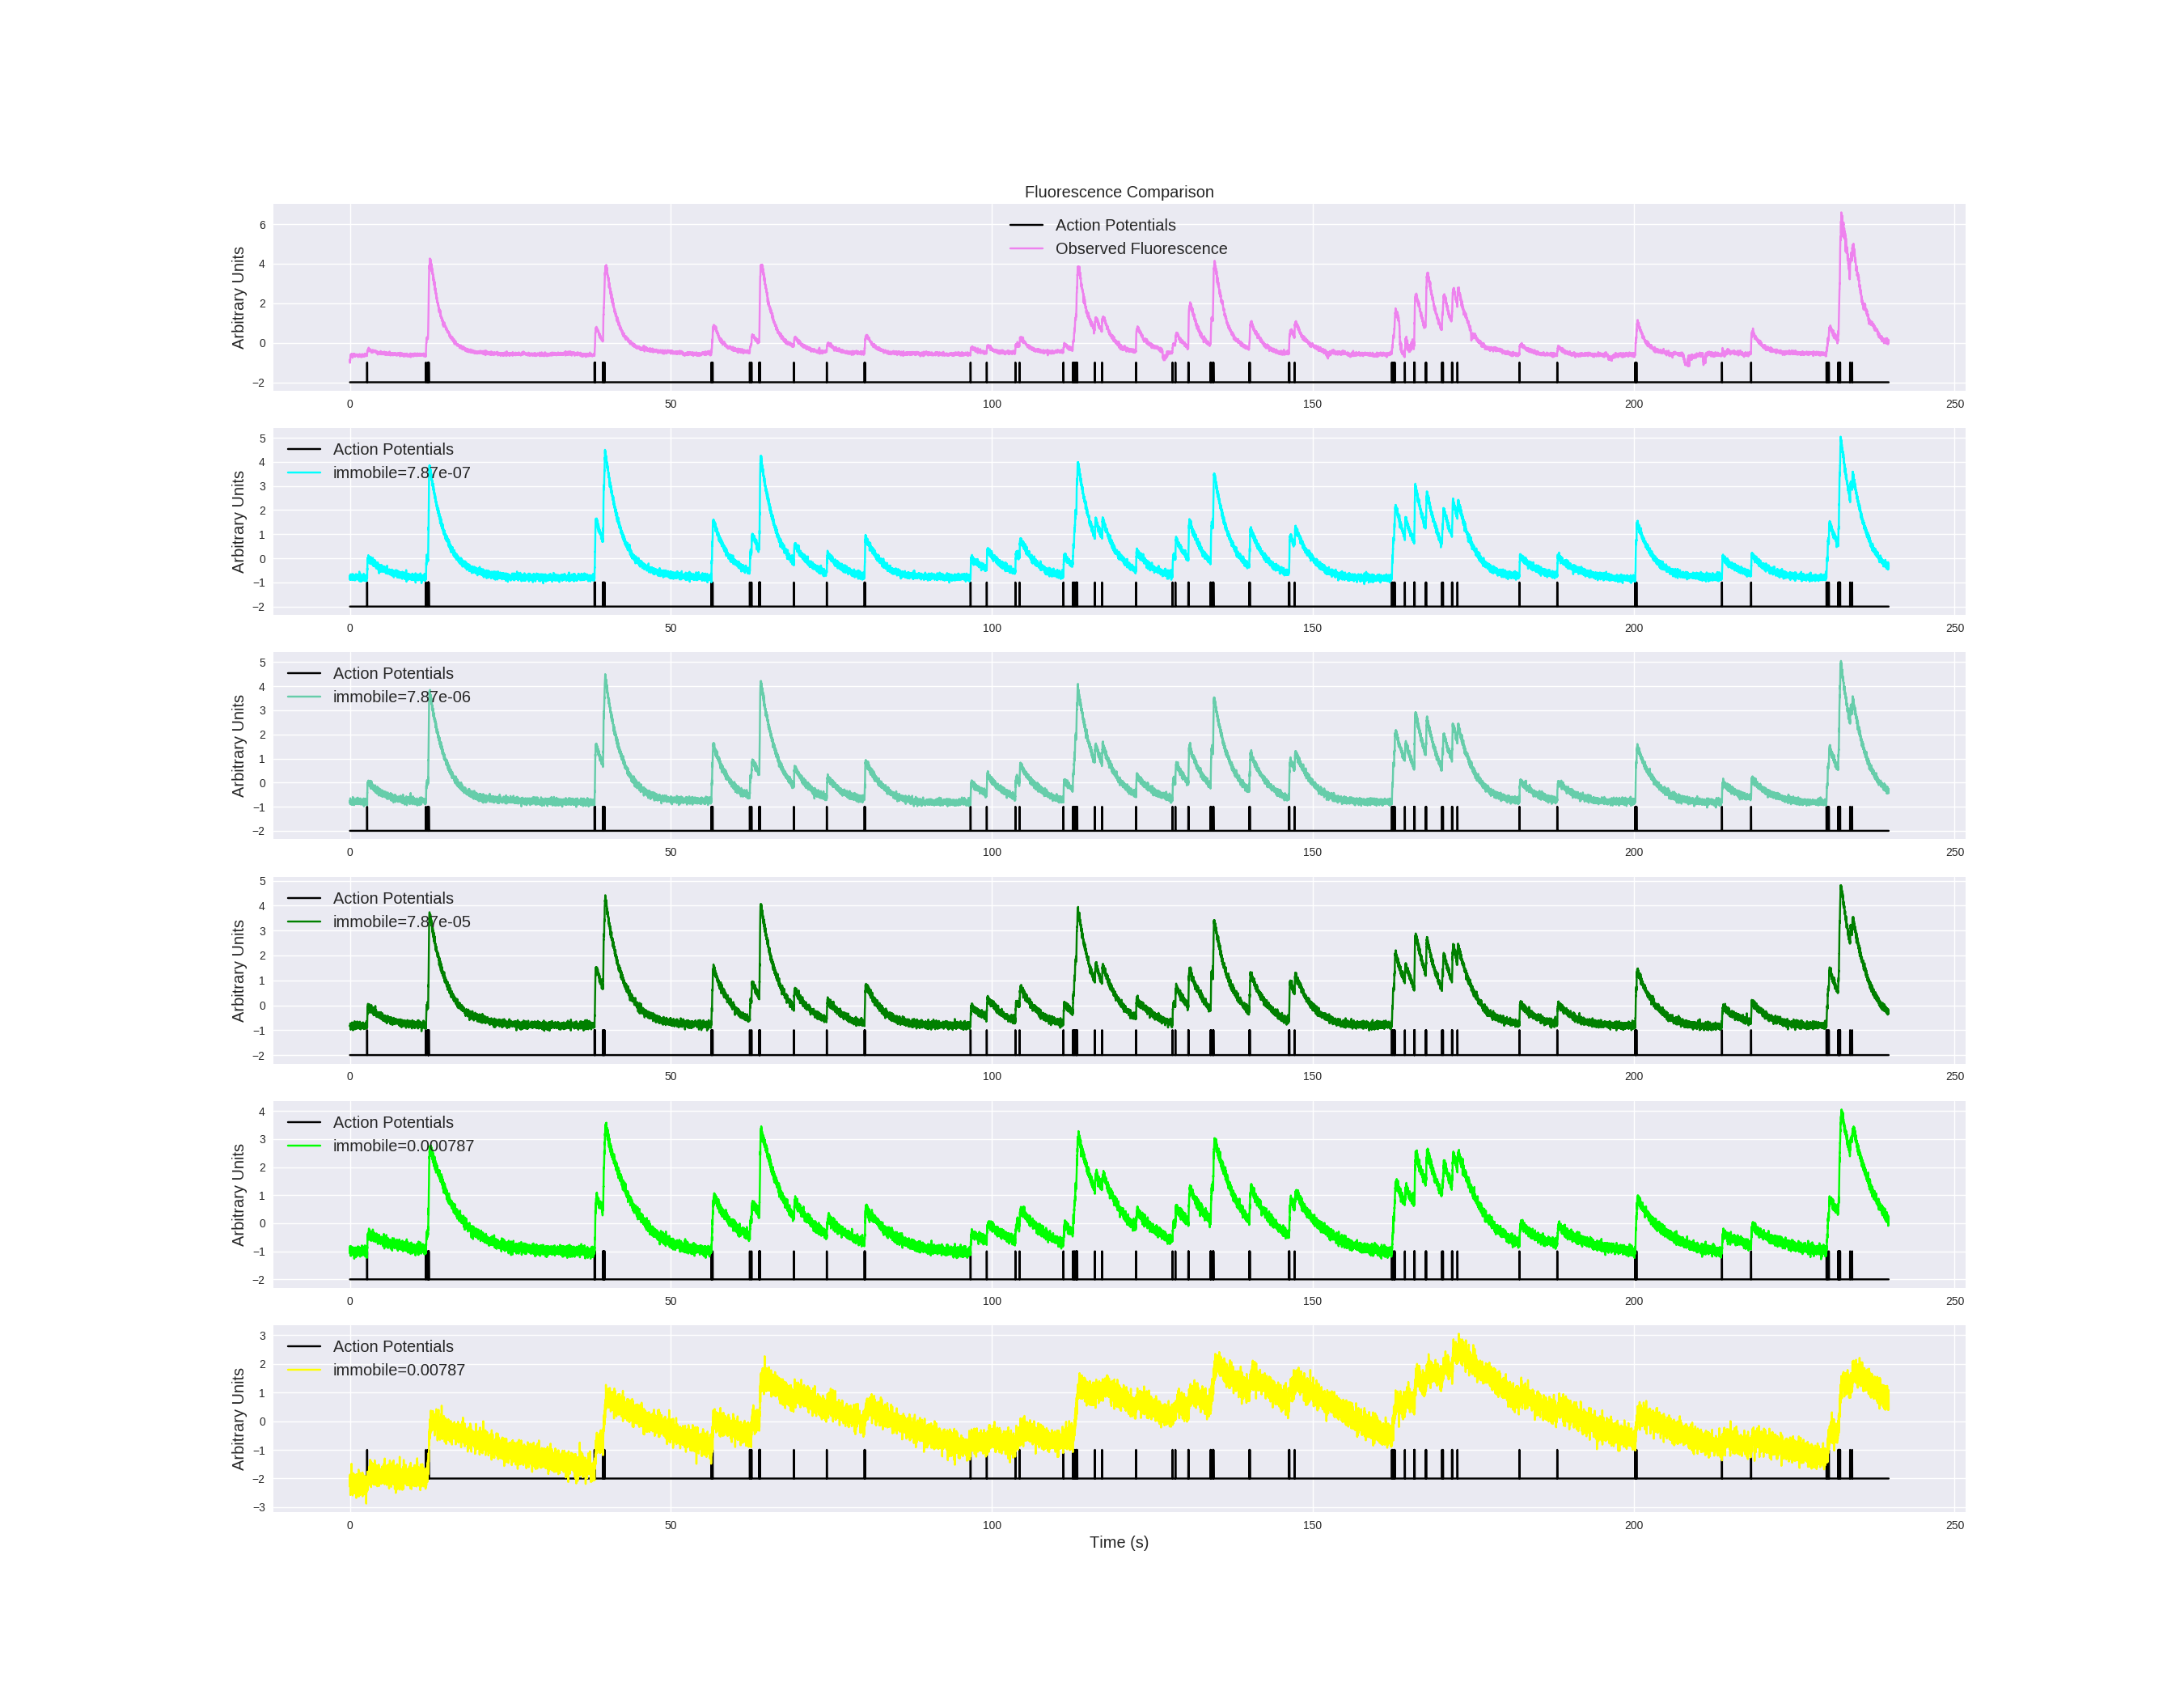 Fluorescence Comparison
Arbitrary Units
6
4
2
0
−2
Action Potentials
Observed Fluorescence
0 50 100 150 200 250
Arbitrary Units
5
4
3
2
1
0
−1
−2
Action Potentials
immobile=7.87e-07
0 50 100 150 200 250
Arbitrary Units
5
4
3
2
1
0
−1
−2
Action Potentials
immobile=7.87e-06
0 50 100 150 200 250
Arbitrary Units
5
4
3
2
1
0
−1
−2
Action Potentials
immobile=7.87e-05
0 50 100 150 200 250
Arbitrary Units
4
3
2
1
0
−1
−2
Action Potentials
immobile=0.000787
0 50 100 150 200 250
Arbitrary Units
3
2
1
0
−1
−2
−3
Action Potentials
immobile=0.00787
0 50 100 150 200 250
Time (s)